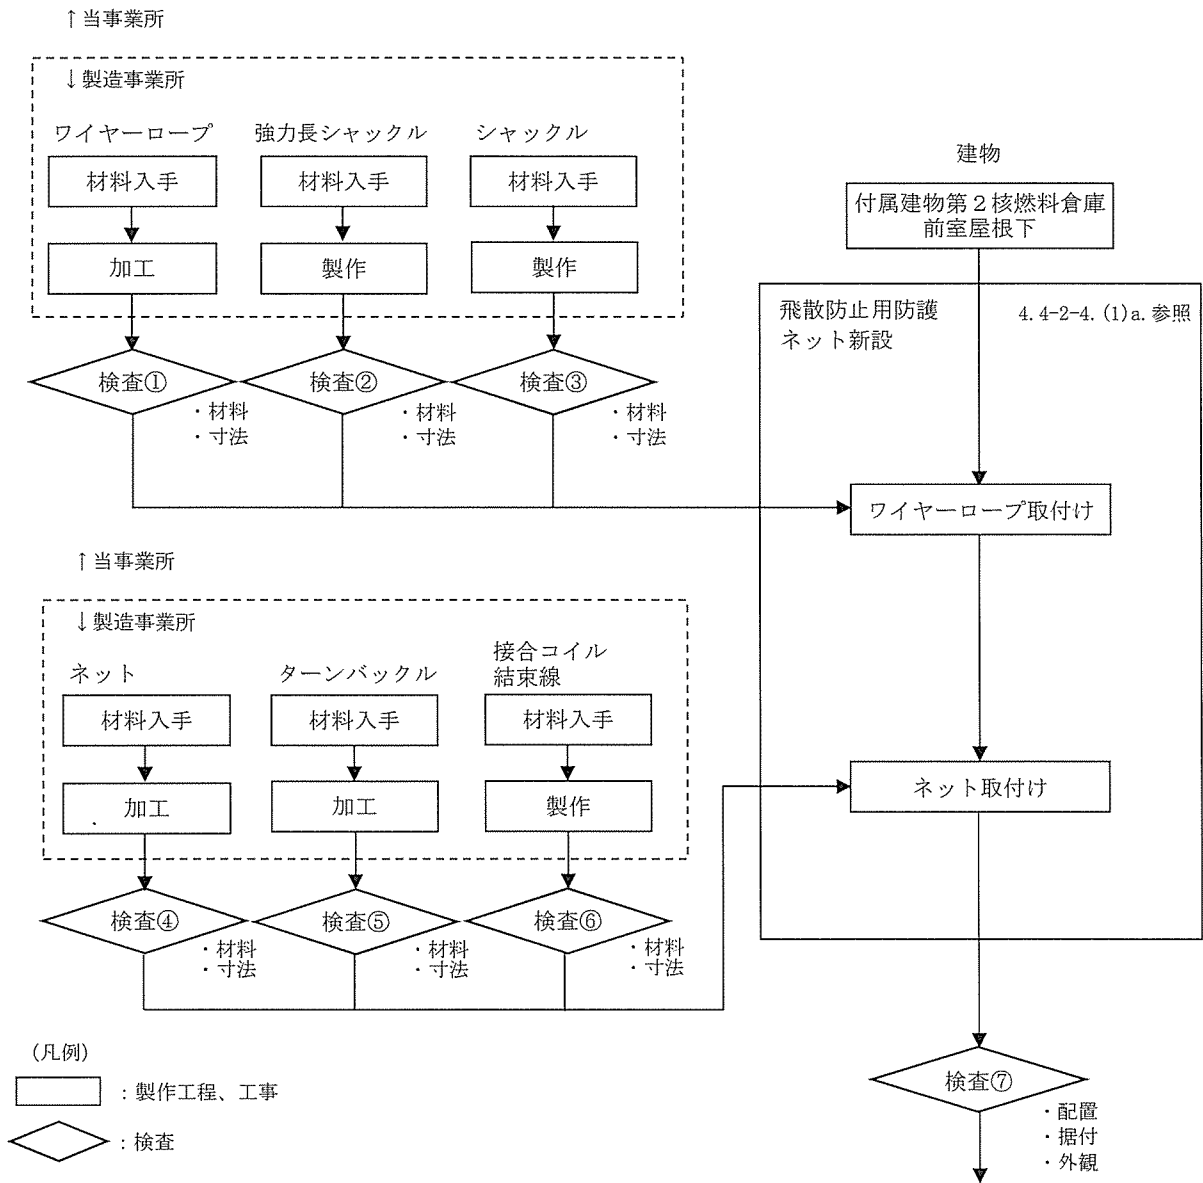 ↑当事業所
↓製造事業所
ワイヤーロープ
材料入手
加工
検査①
・材料
・寸法
強力長シャックル
材料入手
製作
検査②
・材料
・寸法
シャックル
材料入手
製作
検査③
・材料
・寸法
建物
付属建物第2核燃料倉庫
前室屋根下
飛散防止用防護
ネット新設
4.4-2-4.(1)a.参照
ワイヤーロープ取付け
↑当事業所
↓製造事業所
ネット
材料入手
加工
検査④
・材料
・寸法
ターンバックル
材料入手
加工
検査⑤
・材料
・寸法
接合コイル
結束線
材料入手
製作
検査⑥
・材料
・寸法
ネット取付け
検査⑦
・配置
・据付
・外観
(凡例)
：製作工程、工事
：検査